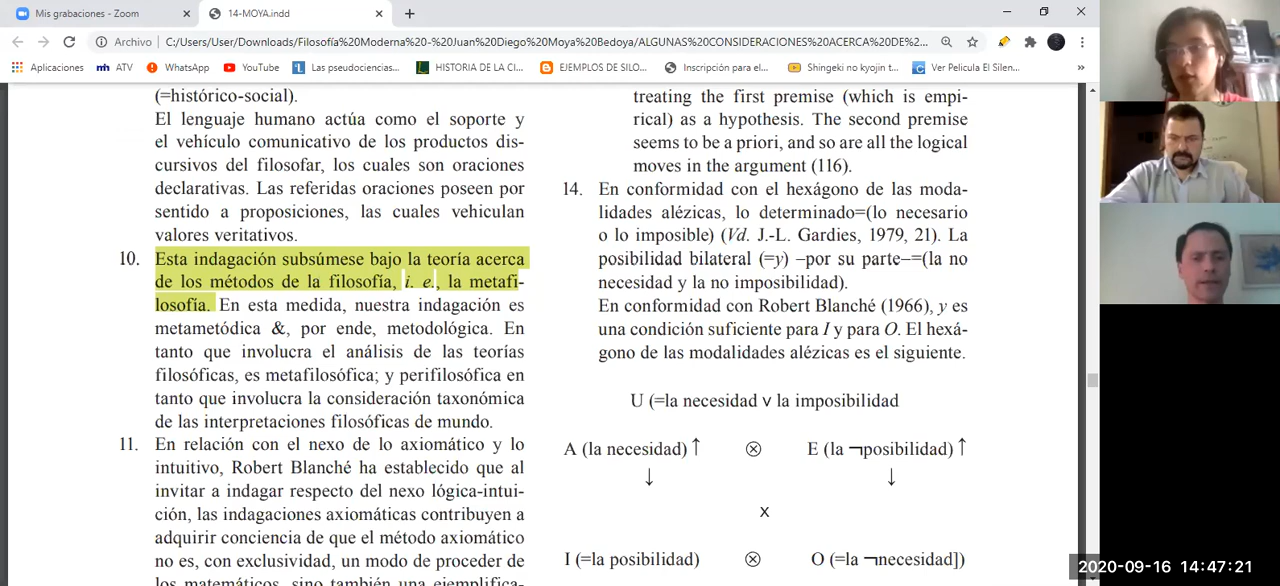 Mis grabaciones - Zoom
14-MOYA.indd
Archivo
C:/Users/User/Downloads/Filosofía%20Moderna%20-%20Juan%20Diego%20Moya%20Bedoya/ALGUNAS%20CONSIDERACIONES%20ACERCA%20DE%2...
Aplicaciones
mh ATV
WhatsApp
YouTube
Las pseudociencias...
HISTORIA DE LA CI...
EJEMPLOS DE SILO...
Inscripción para el...
Shingeki no kyojin t...
Ver Pelicula El Silen...
»
(=histórico-social).
El lenguaje humano actúa como el soporte y
el vehículo comunicativo de los productos dis-
cursivos del filosofar, los cuales son oraciones
declarativas. Las referidas oraciones poseen por
sentido a proposiciones, las cuales vehiculan
valores veritativos.
10. Esta indagación subsúmese bajo la teoría acerca
de los métodos de la filosofía, i. e., la metafi-
losofía. En esta medida, nuestra indagación es
metametódica &, por ende, metodológica. En
tanto que involucra el análisis de las teorías
filosóficas, es metafilosófica; y perifilosófica en
tanto que involucra la consideración taxonómica
de las interpretaciones filosóficas de mundo.
11. En relación con el nexo de lo axiomático y lo
intuitivo, Robert Blanché ha establecido que al
invitar a indagar respecto del nexo lógica-intui-
ción, las indagaciones axiomáticas contribuyen a
adquirir conciencia de que el método axiomático
no es, con exclusividad, un modo de proceder de
los matemáticos, sino también una ejemplifica-
treating the first premise (which is empi-
rical) as a hypothesis. The second premise
seems to be a priori, and so are all the logical
moves in the argument (116).
14. En conformidad con el hexágono de las moda-
lidades alézicas, lo determinado=(lo necesario
o lo imposible) (Vd. J.-L. Gardies, 1979, 21). La
posibilidad bilateral (=y) –por su parte–=(la no
necesidad y la no imposibilidad).
En conformidad con Robert Blanché (1966), y es
una condición suficiente para I y para O. El hexá-
gono de las modalidades alézicas es el siguiente.
U (=la necesidad ∨ la imposibilidad
A (la necesidad) ↑ ⊗ E (la ¬posibilidad) ↑
↓ ↓
x
I (=la posibilidad) ⊗ O (=la ¬necesidad])
2020-09-16 14:47:21